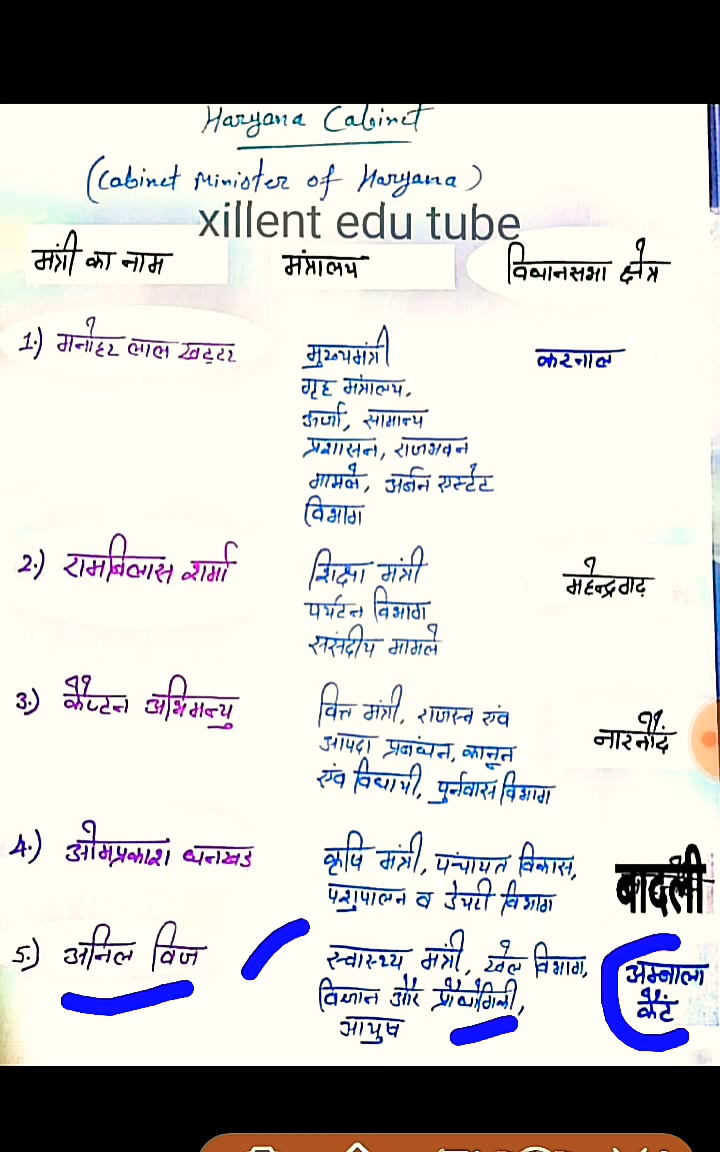 Haryana Cabinet
(Cabinet Minister of Haryana)
xillent edu tube
मंत्री का नाम मंत्रालय विधानसभा क्षेत्र
1.) मनोहर लाल खट्टर मुख्यमंत्री करनाल
गृह मंत्रालय,
ऊर्जा, सामान्य
प्रशासन, राजभवन
मामले, अर्बन एस्टेट
विभाग
2.) रामबिलास शर्मा शिक्षा मंत्री महेन्द्रगढ़
पर्यटन विभाग
संसंदीय मामले
3.) कैप्टन अभिमन्यु वित्त मंत्री, राजस्व एवं नारनौंद
आपदा प्रबंधन, कानून
एंव विधायी, पुर्नवास विभाग
4.) ओमप्रकाश धनखड कृषि मंत्री, पंचायत विकास, बादली
पशुपालन व डेयरी विभाग
5.) अनिल विज स्वास्थ्य मंत्री, खेल विभाग, अम्बाला
विज्ञान और प्रौद्योगिकी, कैंट
आयुष